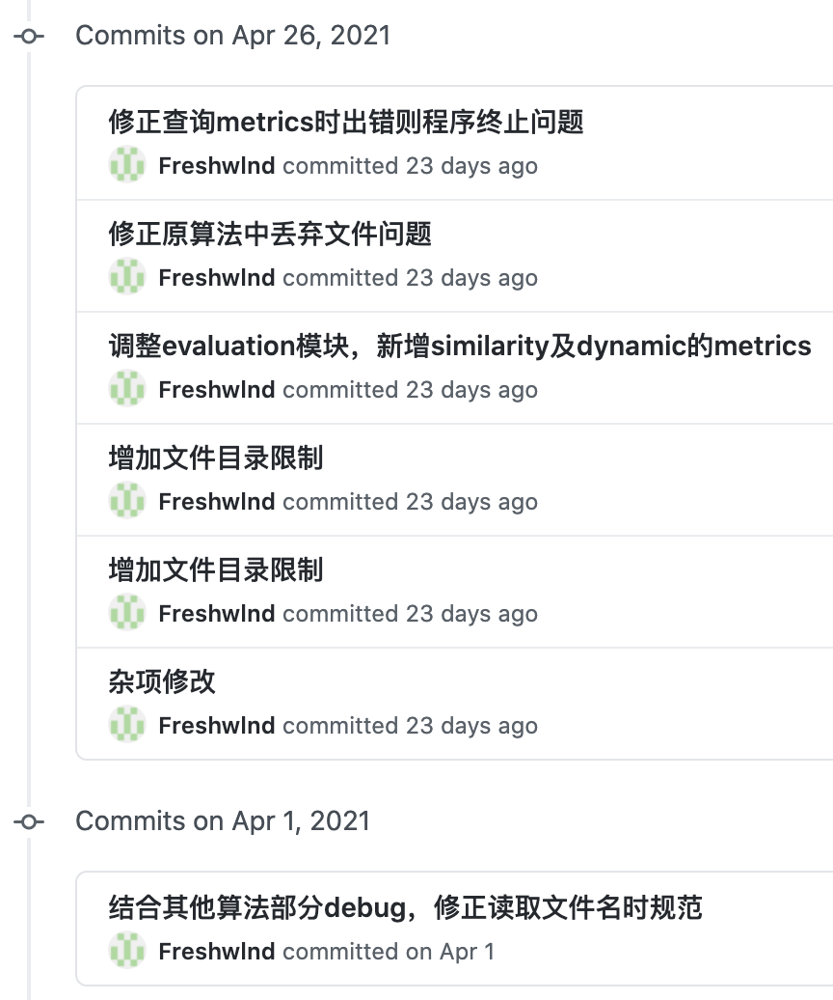 Commits on Apr 26, 2021
修正查询metrics时出错则程序终止问题
Freshwlnd committed 23 days ago
修正原算法中丢弃文件问题
Freshwlnd committed 23 days ago
调整evaluation模块，新增similarity及dynamic的metrics
Freshwlnd committed 23 days ago
增加文件目录限制
Freshwlnd committed 23 days ago
增加文件目录限制
Freshwlnd committed 23 days ago
杂项修改
Freshwlnd committed 23 days ago
Commits on Apr 1, 2021
结合其他算法部分debug，修正读取文件名时规范
Freshwlnd committed on Apr 1